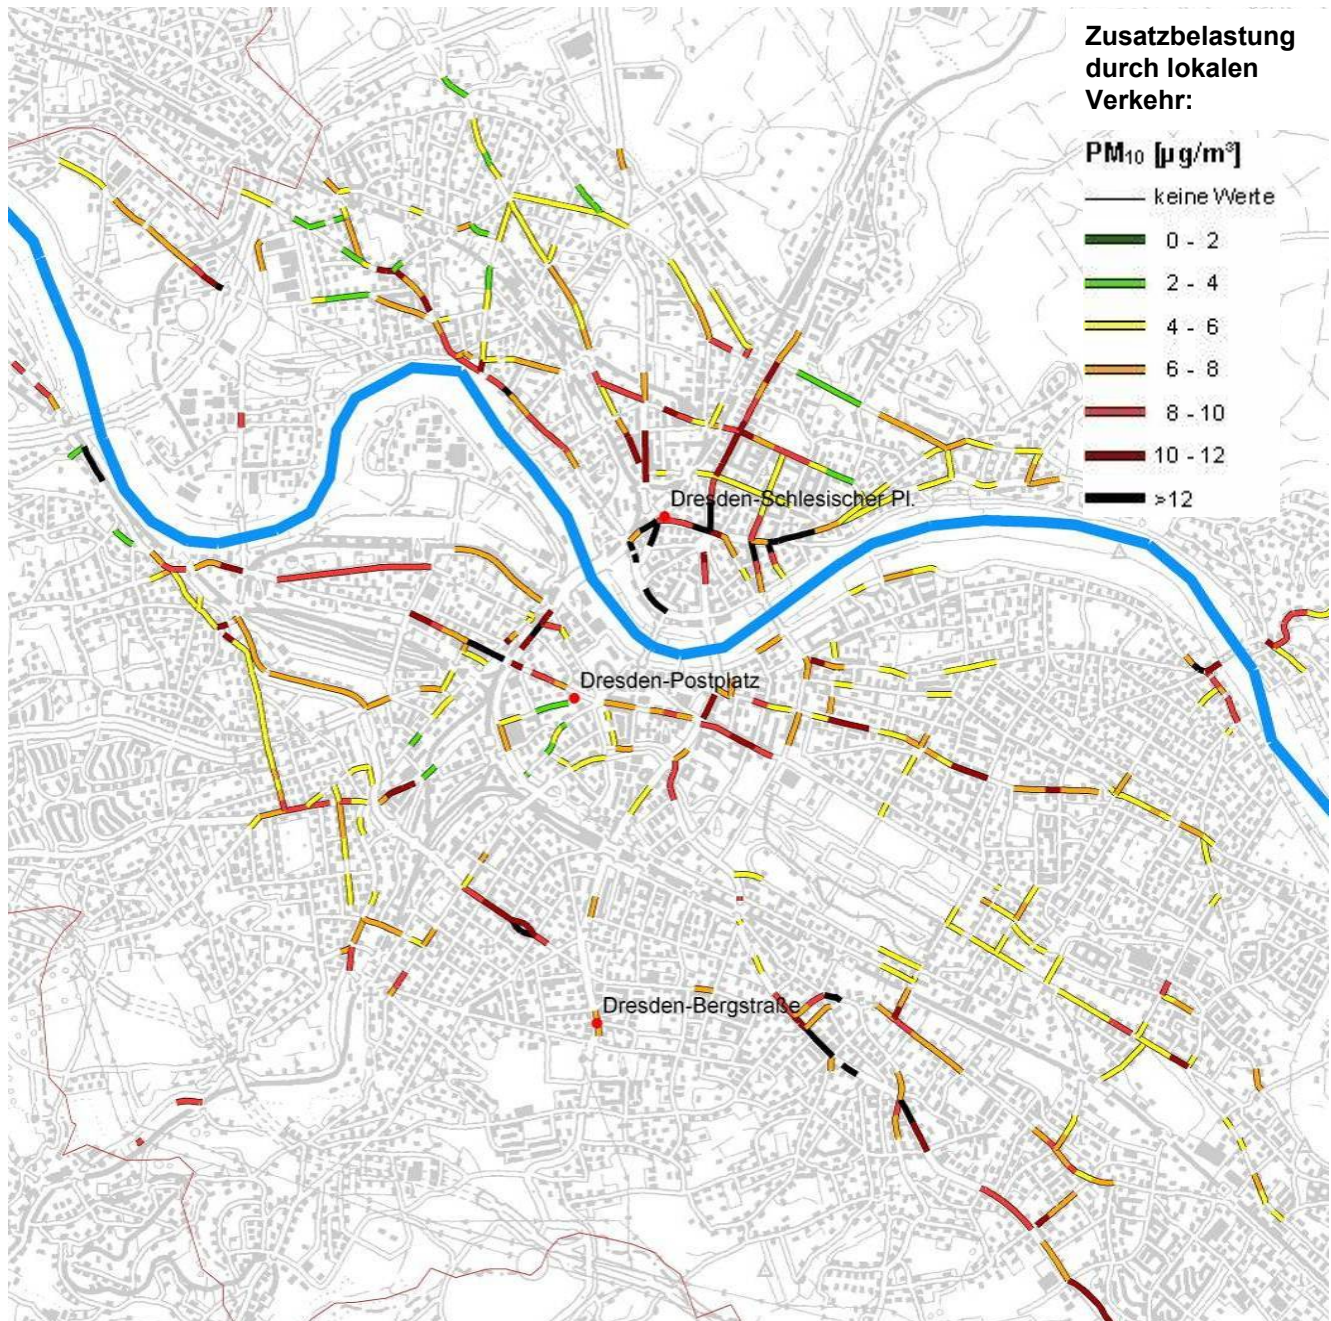 Zusatzbelastung
durch lokalen
Verkehr:
PM₁₀ [µg/m³]
keine Werte
0 - 2
2 - 4
4 - 6
6 - 8
8 - 10
10 - 12
>12
Dresden-Schlesischer Pl.
Dresden-Postplatz
Dresden-Bergstraße